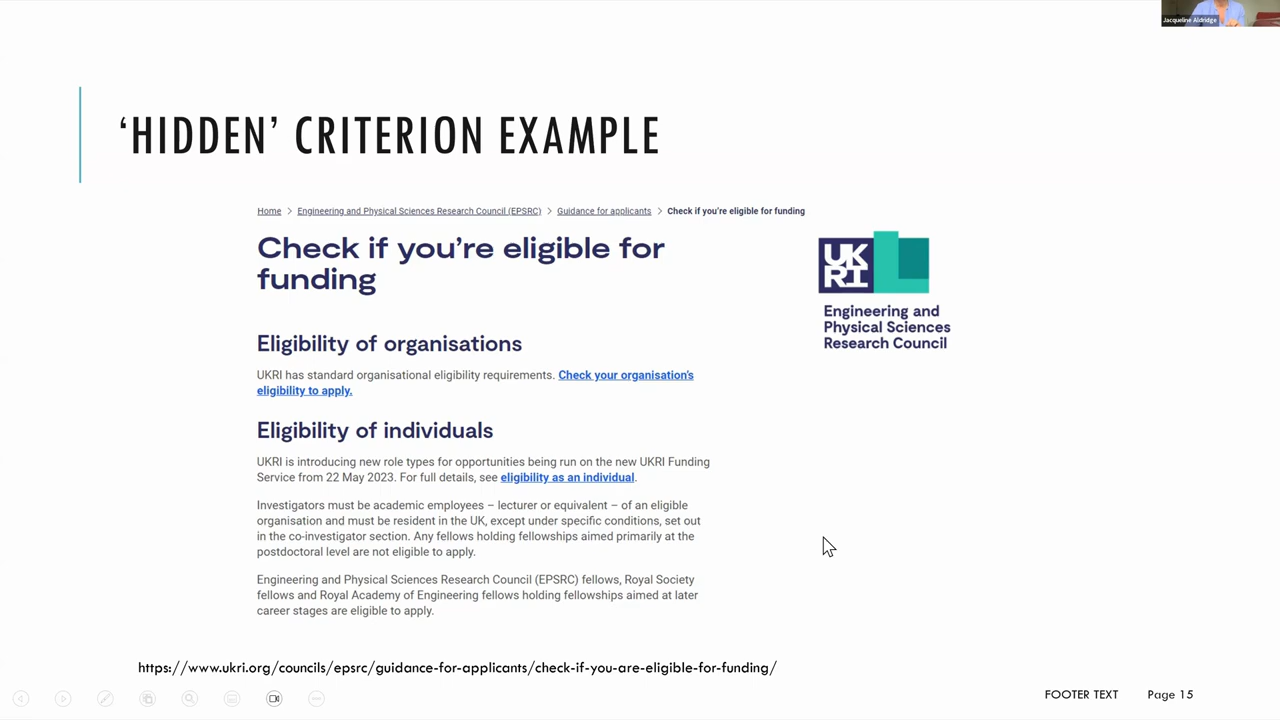 Jacqueline Aldridge
‘HIDDEN’ CRITERION EXAMPLE
Home > Engineering and Physical Sciences Research Council (EPSRC) > Guidance for applicants > Check if you’re eligible for funding
Check if you’re eligible for
funding
UK
RI
Engineering and
Physical Sciences
Research Council
Eligibility of organisations
UKRI has standard organisational eligibility requirements. Check your organisation’s
eligibility to apply.
Eligibility of individuals
UKRI is introducing new role types for opportunities being run on the new UKRI Funding
Service from 22 May 2023. For full details, see eligibility as an individual.
Investigators must be academic employees – lecturer or equivalent – of an eligible
organisation and must be resident in the UK, except under specific conditions, set out
in the co-investigator section. Any fellows holding fellowships aimed primarily at the
postdoctoral level are not eligible to apply.
Engineering and Physical Sciences Research Council (EPSRC) fellows, Royal Society
fellows and Royal Academy of Engineering fellows holding fellowships aimed at later
career stages are eligible to apply.
https://www.ukri.org/councils/epsrc/guidance-for-applicants/check-if-you-are-eligible-for-funding/
FOOTER TEXT Page 15